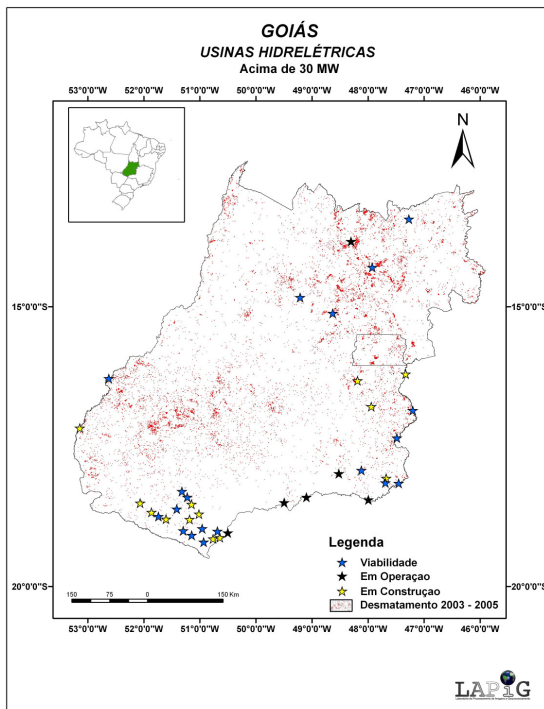 GOIÁS
USINAS HIDRELÉTRICAS
Acima de 30 MW
53°0'0"S 52°0'0"W 51°0'0"W 50°0'0"W 49°0'0"W 48°0'0"W 47°0'0"W 46°0'0"W
N
15°0'0"S 15°0'0"S
20°0'0"S 20°0'0"S
Legenda
Viabilidade
Em Operaçao
Em Construçao
Desmatamento 2003 - 2005
150 75 0 150 Km
53°0'0"S 52°0'0"W 51°0'0"W 50°0'0"W 49°0'0"W 48°0'0"W 47°0'0"W 46°0'0"W
LAPiG